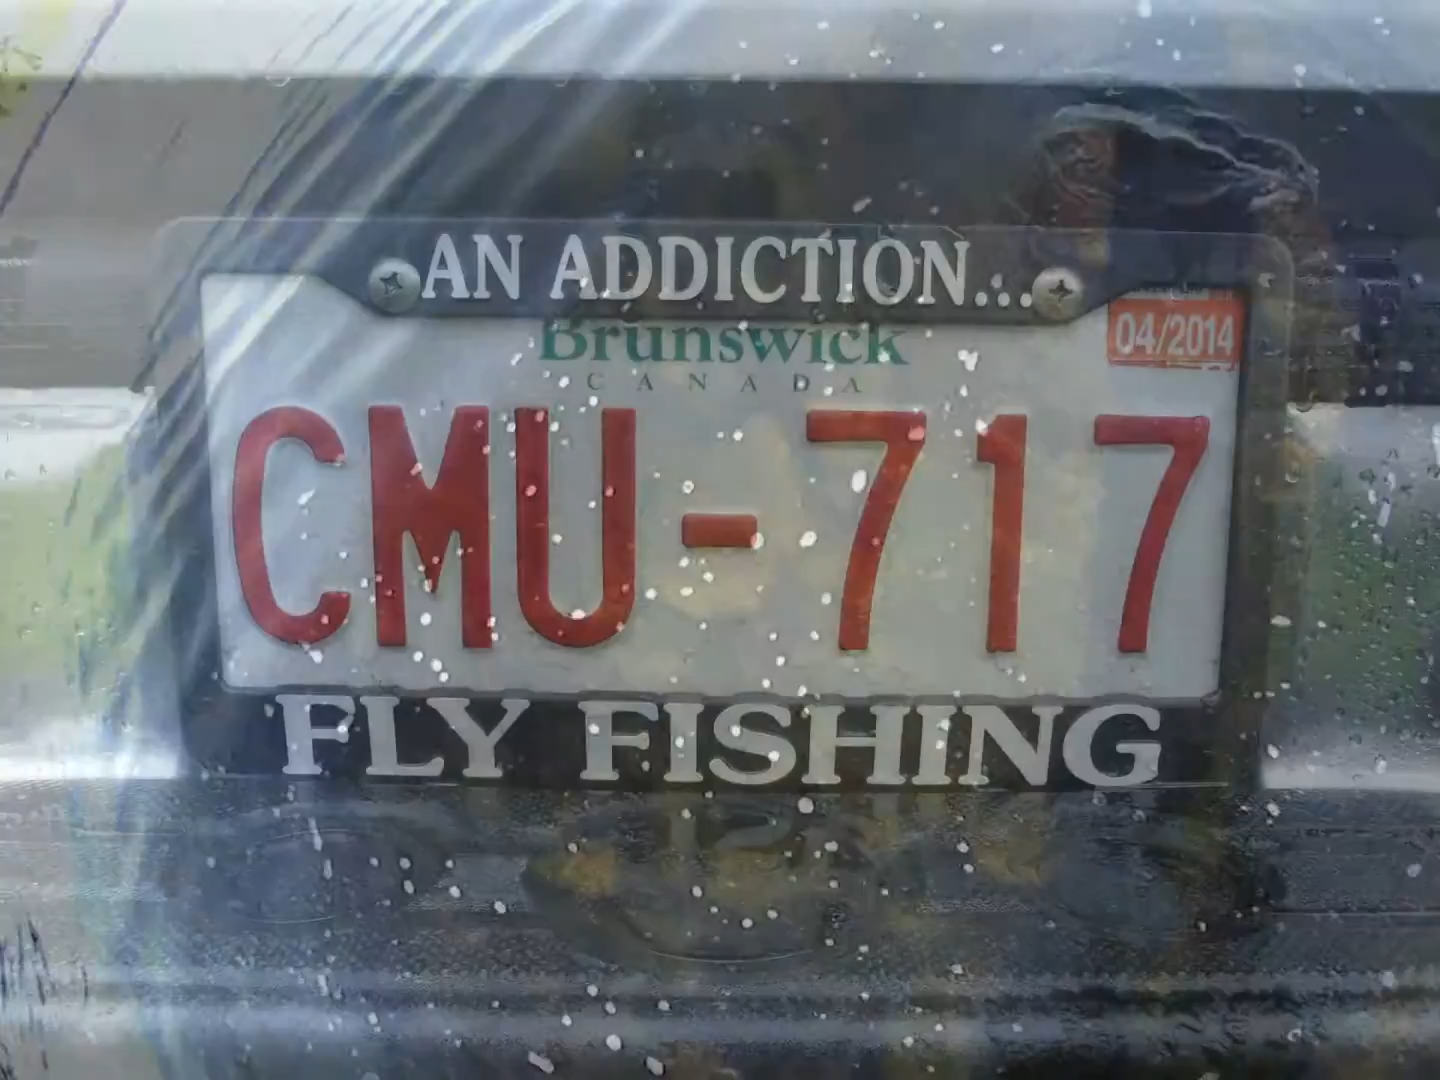 AN ADDICTION...
Brunswick
04/2014
CANADA
CMU-717
FLY FISHING